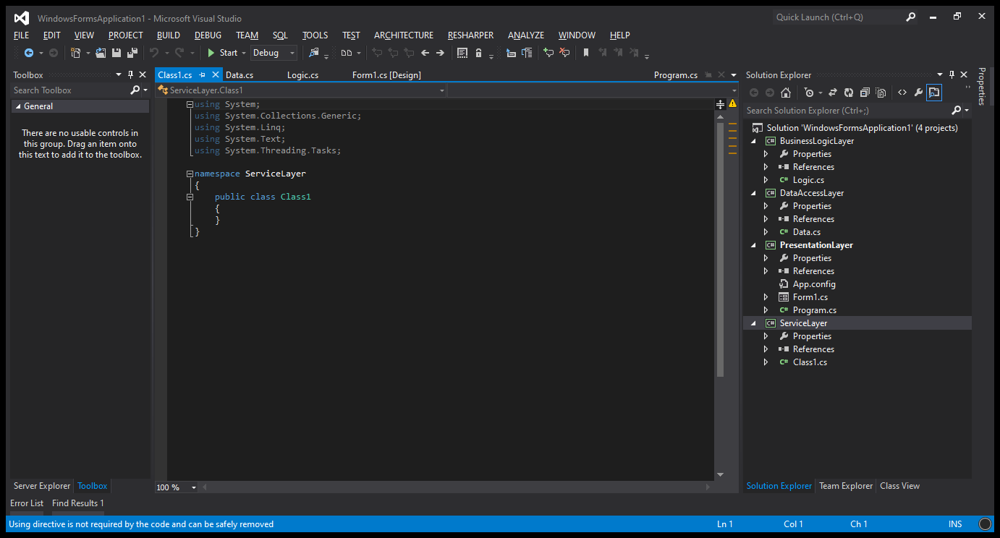 WindowsFormsApplication1 - Microsoft Visual Studio
Quick Launch (Ctrl+Q)
FILE EDIT VIEW PROJECT BUILD DEBUG TEAM SQL TOOLS TEST ARCHITECTURE RESHARPER ANALYZE WINDOW HELP
Start Debug
Toolbox
Search Toolbox
General
There are no usable controls in
this group. Drag an item onto
this text to add it to the toolbox.
Server Explorer Toolbox
Class1.cs Data.cs Logic.cs Form1.cs [Design] Program.cs
ServiceLayer.Class1
using System;
using System.Collections.Generic;
using System.Linq;
using System.Text;
using System.Threading.Tasks;
namespace ServiceLayer
{
public class Class1
{
}
}
100 %
Solution Explorer
Search Solution Explorer (Ctrl+;)
Solution 'WindowsFormsApplication1' (4 projects)
C# BusinessLogicLayer
Properties
References
C# Logic.cs
C# DataAccessLayer
Properties
References
C# Data.cs
C# PresentationLayer
Properties
References
App.config
Form1.cs
C# Program.cs
C# ServiceLayer
Properties
References
C# Class1.cs
Solution Explorer Team Explorer Class View
Properties
Error List Find Results 1
Using directive is not required by the code and can be safely removed
Ln 1 Col 1 Ch 1 INS